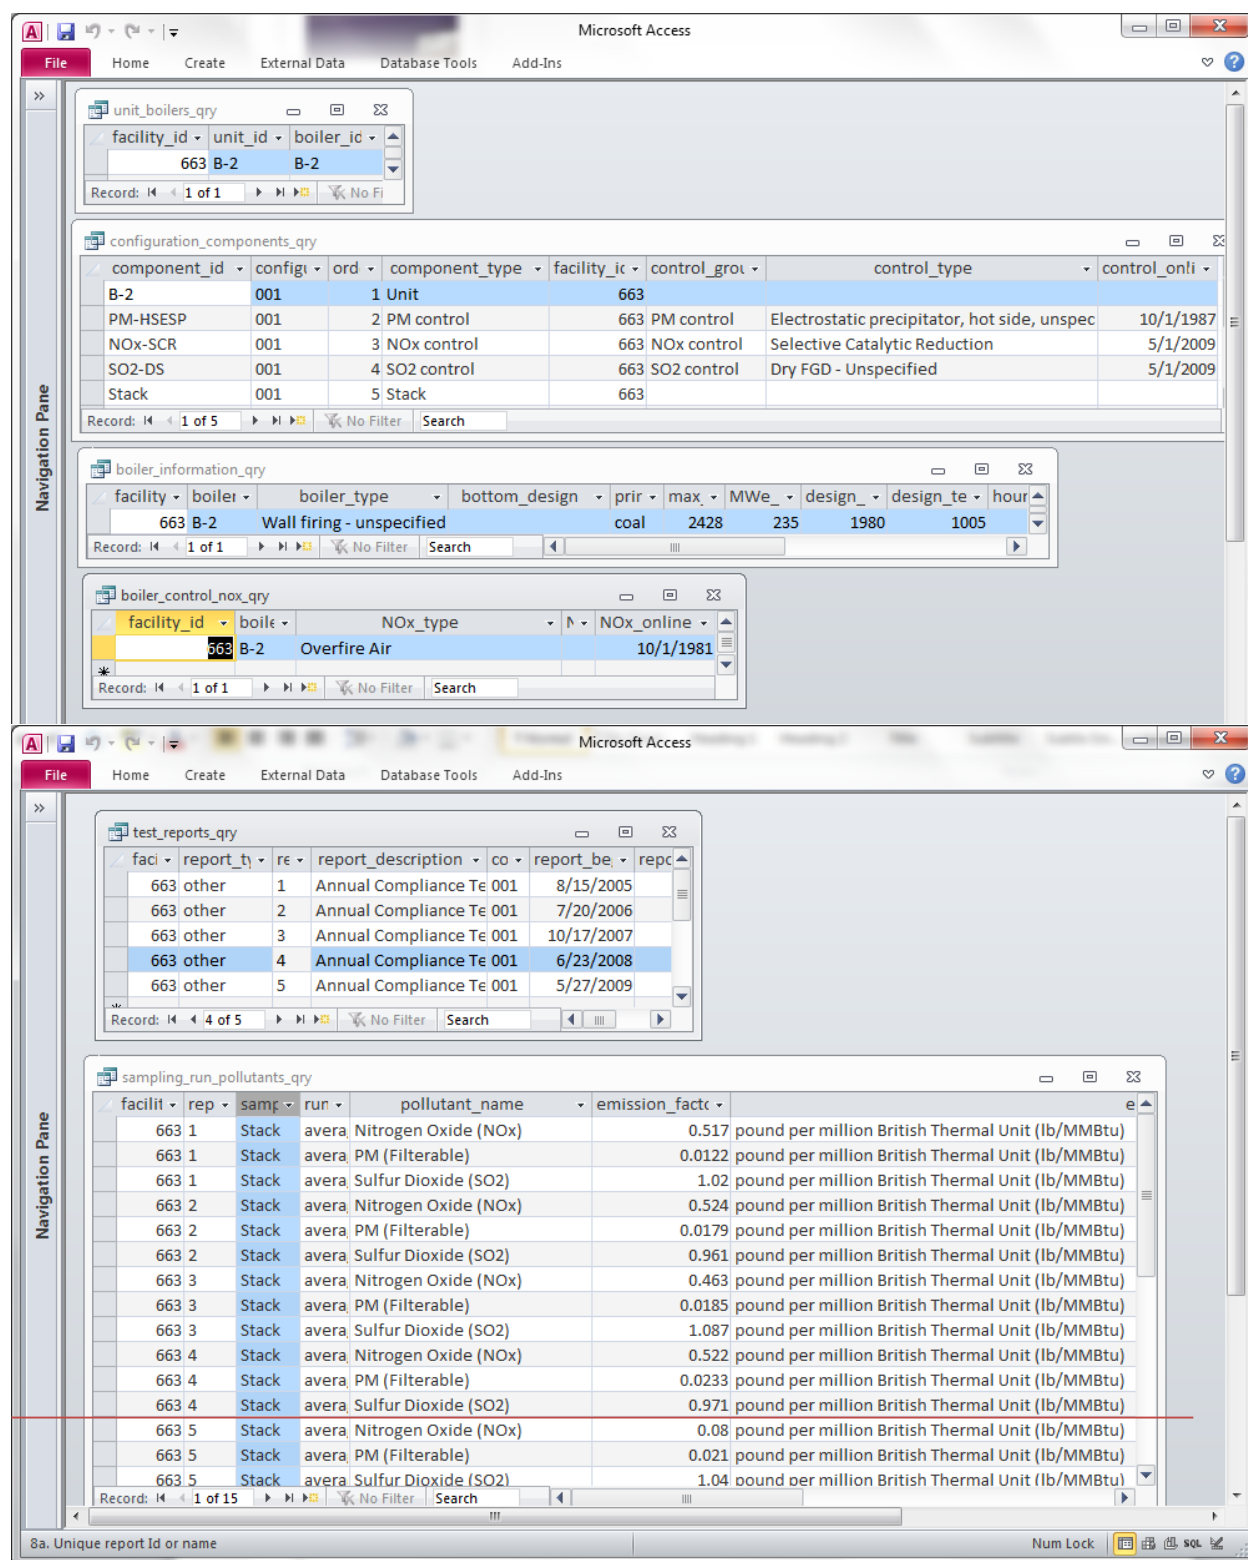 Microsoft Access
File Home Create External Data Database Tools Add-Ins
unit_boilers_qry
facility_id unit_id boiler_id
663 B-2 B-2
Record: 1 of 1 No Fi
configuration_components_qry
component_id config ord component_type facility_ic control_grou control_type control_onli
B-2 001 1 Unit 663
PM-HSESP 001 2 PM control 663 PM control Electrostatic precipitator, hot side, unspec 10/1/1987
NOx-SCR 001 3 NOx control 663 NOx control Selective Catalytic Reduction 5/1/2009
SO2-DS 001 4 SO2 control 663 SO2 control Dry FGD - Unspecified 5/1/2009
Stack 001 5 Stack 663
Record: 1 of 5 No Filter Search
Navigation Pane
boiler_information_qry
facility boiler boiler_type bottom_design prir max_ MWe_ design_ design_te hour
663 B-2 Wall firing - unspecified coal 2428 235 1980 1005
Record: 1 of 1 No Filter Search
boiler_control_nox_qry
facility_id boile NOx_type N NOx_online
663 B-2 Overfire Air 10/1/1981
Record: 1 of 1 No Filter Search
Microsoft Access
File Home Create External Data Database Tools Add-Ins
test_reports_qry
faci report_ty re report_description co report_be repo
663 other 1 Annual Compliance Te 001 8/15/2005
663 other 2 Annual Compliance Te 001 7/20/2006
663 other 3 Annual Compliance Te 001 10/17/2007
663 other 4 Annual Compliance Te 001 6/23/2008
663 other 5 Annual Compliance Te 001 5/27/2009
Record: 4 of 5 No Filter Search
sampling_run_pollutants_qry
facilit rep samp run pollutant_name emission_facto e
663 1 Stack avera Nitrogen Oxide (NOx) 0.517 pound per million British Thermal Unit (lb/MMBtu)
663 1 Stack avera PM (Filterable) 0.0122 pound per million British Thermal Unit (lb/MMBtu)
663 1 Stack avera Sulfur Dioxide (SO2) 1.02 pound per million British Thermal Unit (lb/MMBtu)
663 2 Stack avera Nitrogen Oxide (NOx) 0.524 pound per million British Thermal Unit (lb/MMBtu)
663 2 Stack avera PM (Filterable) 0.0179 pound per million British Thermal Unit (lb/MMBtu)
663 2 Stack avera Sulfur Dioxide (SO2) 0.961 pound per million British Thermal Unit (lb/MMBtu)
663 3 Stack avera Nitrogen Oxide (NOx) 0.463 pound per million British Thermal Unit (lb/MMBtu)
663 3 Stack avera PM (Filterable) 0.0185 pound per million British Thermal Unit (lb/MMBtu)
663 3 Stack avera Sulfur Dioxide (SO2) 1.087 pound per million British Thermal Unit (lb/MMBtu)
663 4 Stack avera Nitrogen Oxide (NOx) 0.522 pound per million British Thermal Unit (lb/MMBtu)
663 4 Stack avera PM (Filterable) 0.0233 pound per million British Thermal Unit (lb/MMBtu)
663 4 Stack avera Sulfur Dioxide (SO2) 0.971 pound per million British Thermal Unit (lb/MMBtu)
663 5 Stack avera Nitrogen Oxide (NOx) 0.08 pound per million British Thermal Unit (lb/MMBtu)
663 5 Stack avera PM (Filterable) 0.021 pound per million British Thermal Unit (lb/MMBtu)
663 5 Stack avera Sulfur Dioxide (SO2) 1.04 pound per million British Thermal Unit (lb/MMBtu)
Record: 1 of 15 No Filter Search
Navigation Pane
8a. Unique report Id or name Num Lock SQL